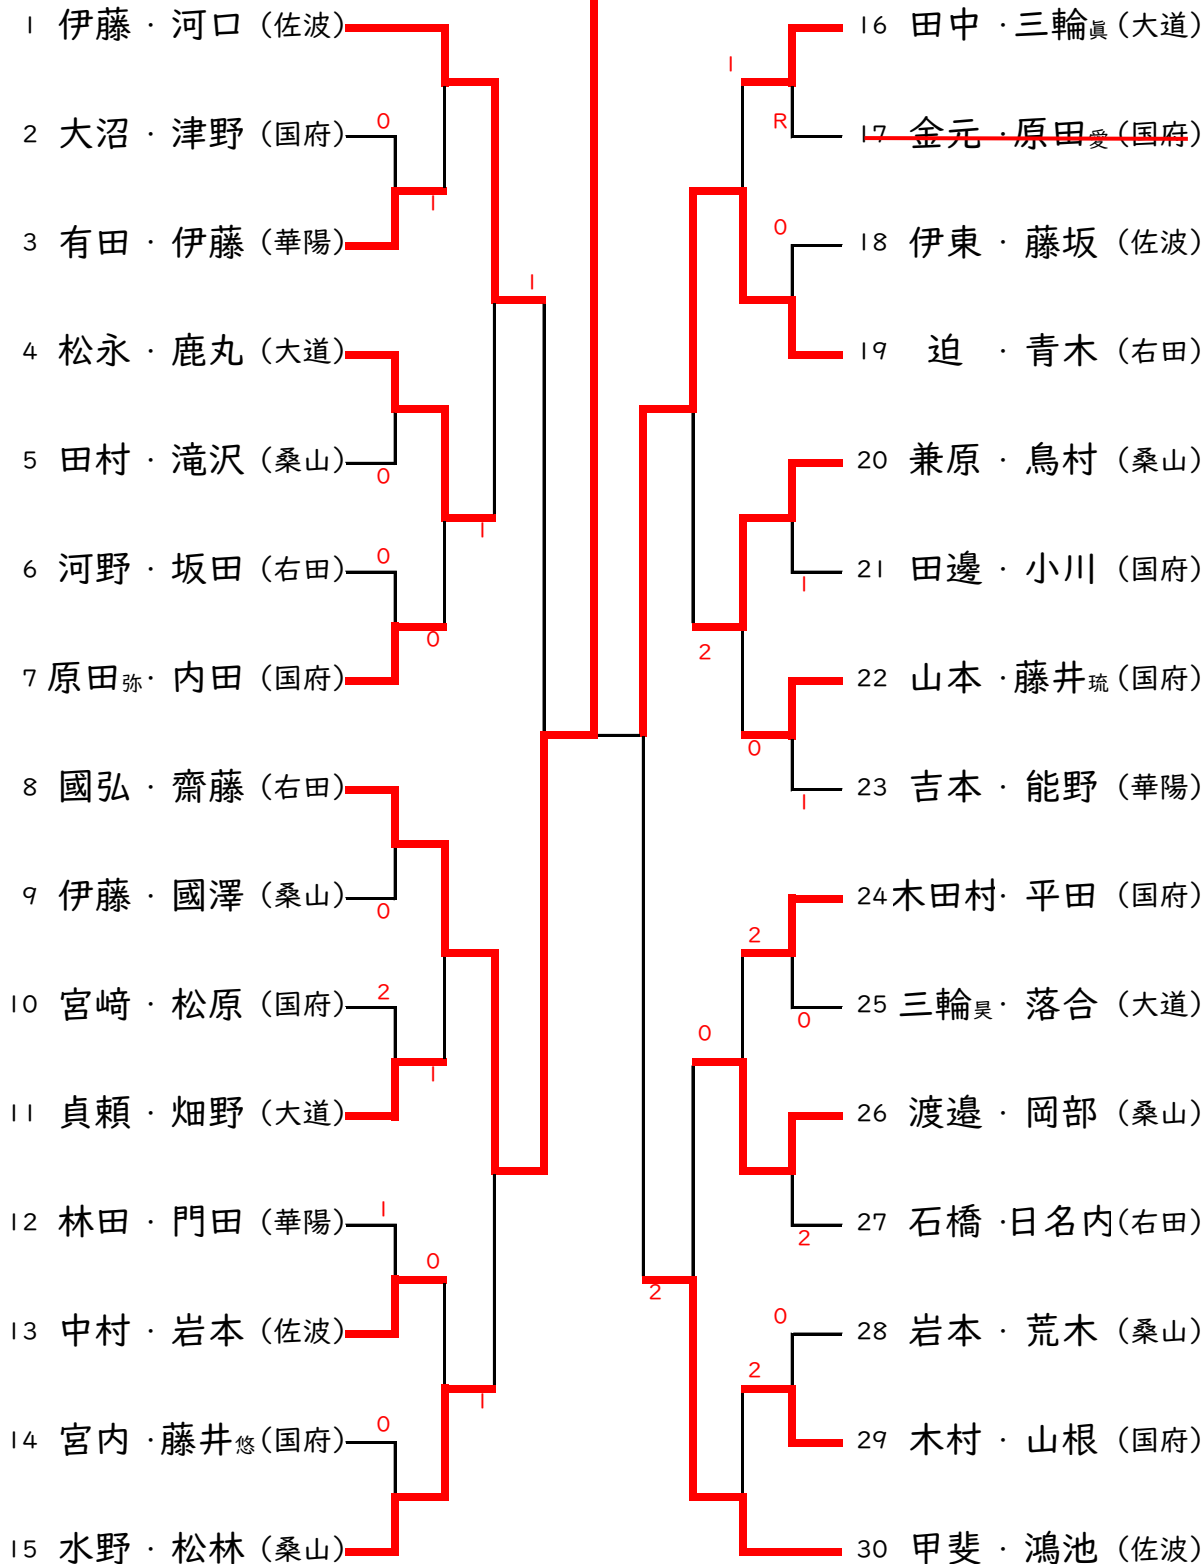 1 伊藤 · 河口 (佐波)
2 大沼 · 津野 (国府) 0
1
3 有田 · 伊藤 (華陽)
1
4 松永 · 鹿丸 (大道)
5 田村 · 滝沢 (桑山) 0
1
6 河野 · 坂田 (右田) 0
0
7 原田弥 · 内田 (国府)
8 國弘 · 齋藤 (右田)
9 伊藤 · 國澤 (桑山) 0
10 宮﨑 · 松原 (国府) 2
1
11 貞頼 · 畑野 (大道)
12 林田 · 門田 (華陽) 1
0
13 中村 · 岩本 (佐波)
1
14 宮内 · 藤井悠 (国府) 0
15 水野 · 松林 (桑山)
16 田中 · 三輪眞 (大道)
1
R 17 金元 · 原田愛 (国府)
0 18 伊東 · 藤坂 (佐波)
19 迫 · 青木 (右田)
20 兼原 · 鳥村 (桑山)
21 田邊 · 小川 (国府)
1
2
22 山本 · 藤井琉 (国府)
0
23 吉本 · 能野 (華陽)
1
24 木田村 · 平田 (国府)
2
25 三輪昊 · 落合 (大道)
0
0
26 渡邉 · 岡部 (桑山)
27 石橋 · 日名内 (右田)
2
2
0
28 岩本 · 荒木 (桑山)
2
29 木村 · 山根 (国府)
30 甲斐 · 鴻池 (佐波)